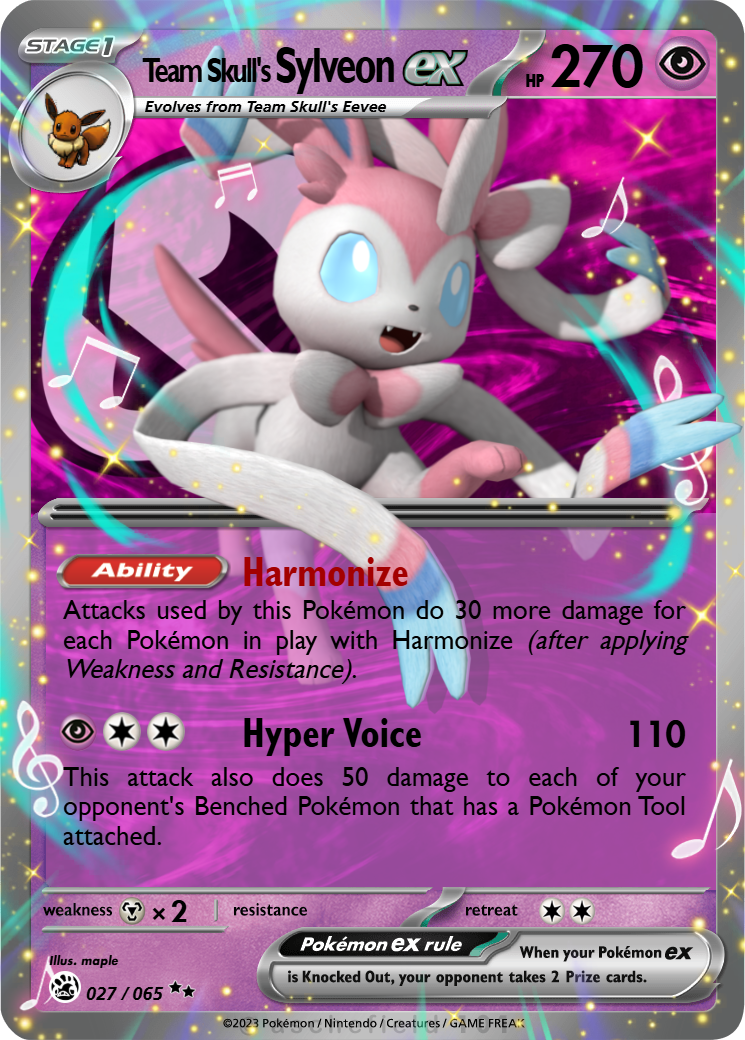 STAGE1
Team Skull's Sylveon ex
HP 270
Evolves from Team Skull's Eevee
Ability Harmonize
Attacks used by this Pokémon do 30 more damage for
each Pokémon in play with Harmonize (after applying
Weakness and Resistance).
Hyper Voice 110
This attack also does 50 damage to each of your
opponent's Benched Pokémon that has a Pokémon Tool
attached.
weakness ×2 resistance retreat
Pokémon ex rule
When your Pokémon ex
is Knocked Out, your opponent takes 2 Prize cards.
Illus. maple
027 / 065
©2023 Pokémon / Nintendo / Creatures / GAME FREAK